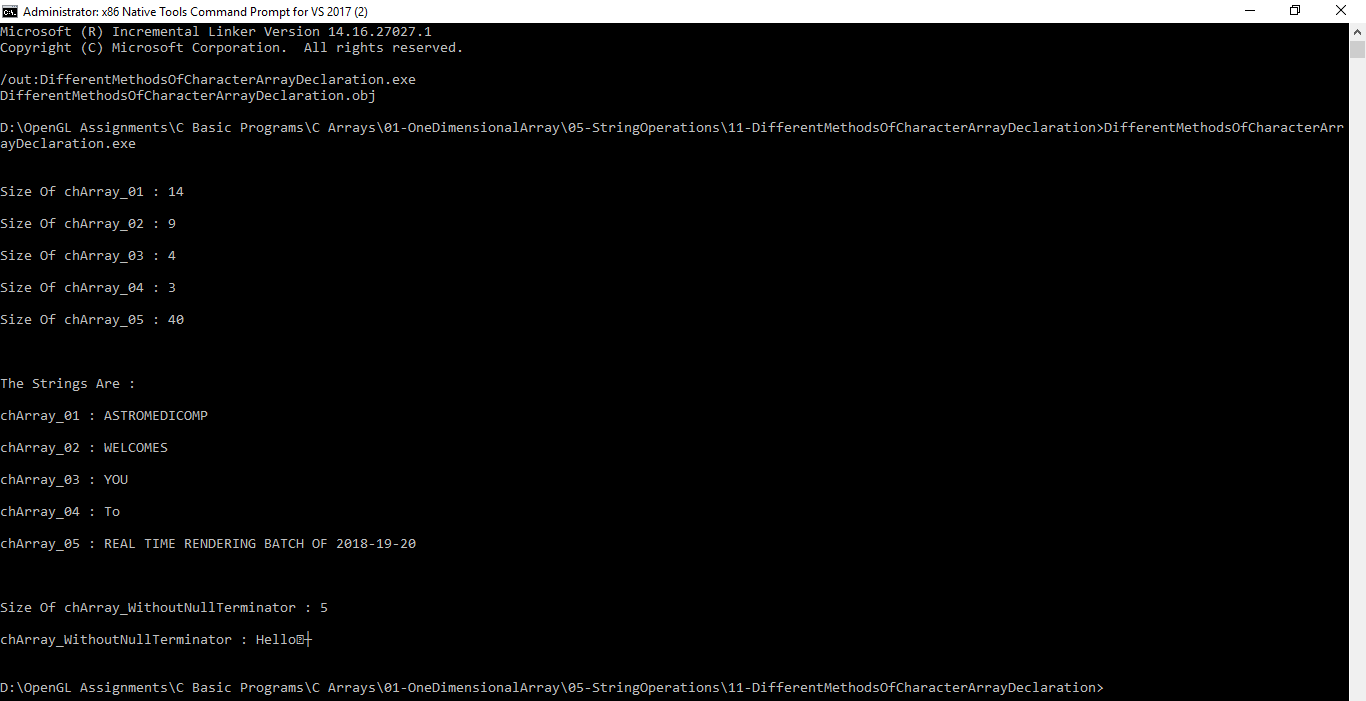 Administrator: x86 Native Tools Command Prompt for VS 2017 (2)
Microsoft (R) Incremental Linker Version 14.16.27027.1
Copyright (C) Microsoft Corporation.  All rights reserved.
/out:DifferentMethodsOfCharacterArrayDeclaration.exe
DifferentMethodsOfCharacterArrayDeclaration.obj
D:\OpenGL Assignments\C Basic Programs\C Arrays\01-OneDimensionalArray\05-StringOperations\11-DifferentMethodsOfCharacterArrayDeclaration>DifferentMethodsOfCharacterArr
ayDeclaration.exe
Size Of chArray_01 : 14
Size Of chArray_02 : 9
Size Of chArray_03 : 4
Size Of chArray_04 : 3
Size Of chArray_05 : 40
The Strings Are :
chArray_01 : ASTROMEDICOMP
chArray_02 : WELCOMES
chArray_03 : YOU
chArray_04 : To
chArray_05 : REAL TIME RENDERING BATCH OF 2018-19-20
Size Of chArray_WithoutNullTerminator : 5
chArray_WithoutNullTerminator : Hello
D:\OpenGL Assignments\C Basic Programs\C Arrays\01-OneDimensionalArray\05-StringOperations\11-DifferentMethodsOfCharacterArrayDeclaration>